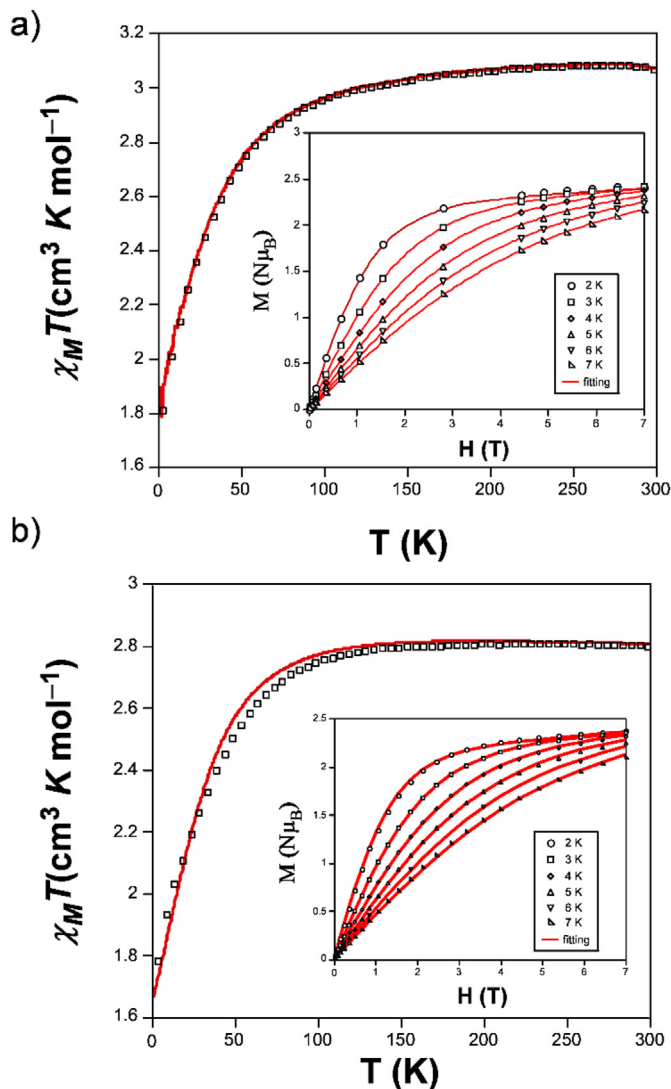 a)
3.2
3
2.8
2.6
2.4
2.2
2
1.8
1.6
χMT(cm³ K mol⁻¹)
0 50 100 150 200 250 300
T (K)
3
2.5
2
1.5
1
0.5
0
M (NμB)
0 1 2 3 4 5 6 7
H (T)
2 K
3 K
4 K
5 K
6 K
7 K
fitting
b)
3
2.8
2.6
2.4
2.2
2
1.8
1.6
χMT(cm³ K mol⁻¹)
0 50 100 150 200 250 300
T (K)
2.5
2
1.5
1
0.5
0
M (NμB)
0 1 2 3 4 5 6 7
H (T)
2 K
3 K
4 K
5 K
6 K
7 K
fitting